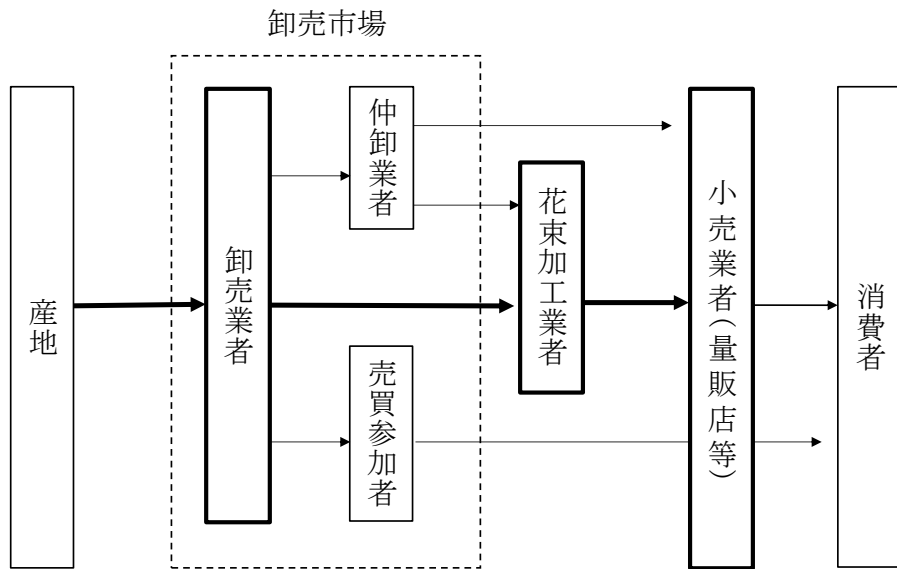 卸売市場
産地
卸売業者
仲卸業者
売買参加者
花束加工業者
小売業者(量販店等)
消費者